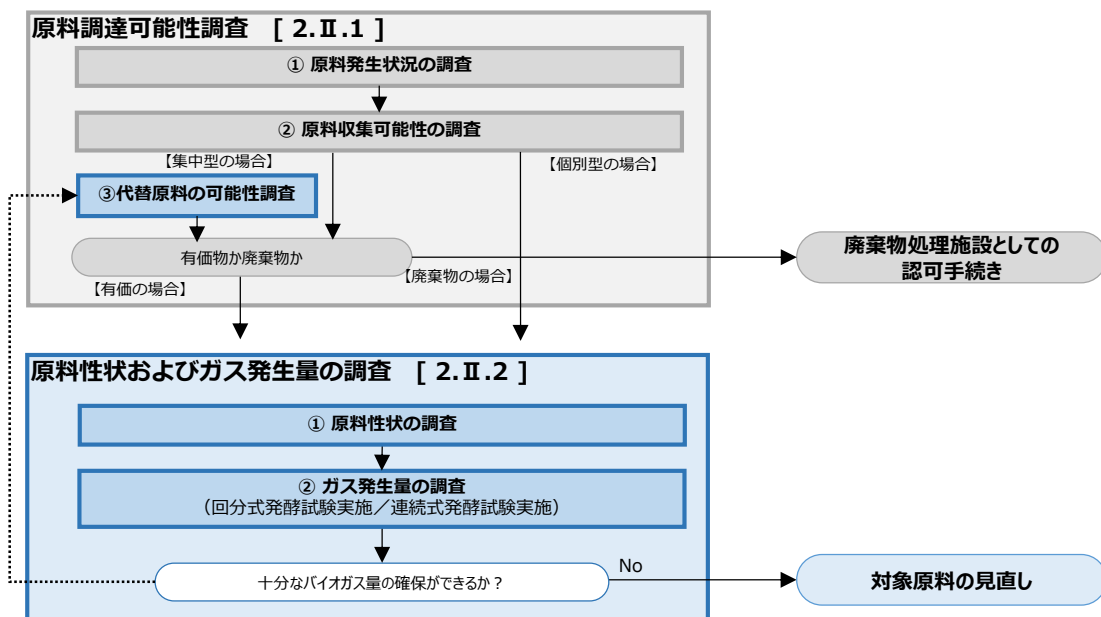 原料調達可能性調査 [ 2.Ⅱ.1 ]
① 原料発生状況の調査
② 原料収集可能性の調査
【集中型の場合】
【個別型の場合】
③代替原料の可能性調査
有価物か廃棄物か
【廃棄物の場合】
【有価の場合】
廃棄物処理施設としての
認可手続き
原料性状およびガス発生量の調査 [ 2.Ⅱ.2 ]
① 原料性状の調査
② ガス発生量の調査
（回分式発酵試験実施／連続式発酵試験実施）
十分なバイオガス量の確保ができるか？
No
対象原料の見直し